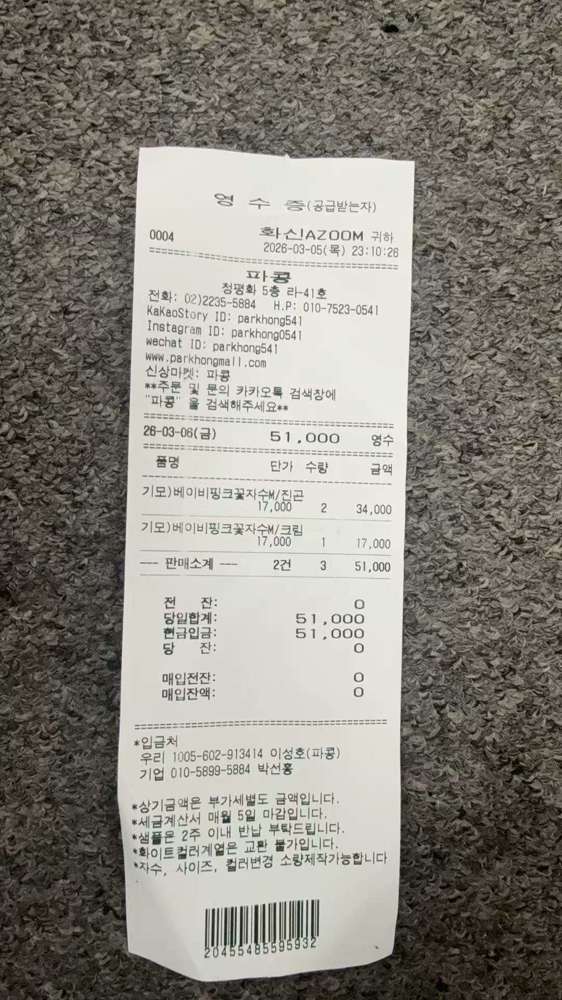 영 수 증(공급받는자)
0004 화신!AZOOM 귀하
2026-03-05(목) 23:10:26
================================
파콩
청평화 5층 라-41호
전화: 02)2235-5884 H.P: 010-7523-0541
KaKaoStory ID: parkhong541
Instagram ID: parkhong0541
wechat ID: parkhong541
www.parkhongmall.com
신상마켓: 파콩
**주문 및 문의 카카오톡 검색창에
"파콩" 을 검색해주세요**
================================
26-03-06(금) 51,000 영수
================================
품명 단가 수량 금액
기모)베이비핑크꽃자수M/진곤
17,000 2 34,000
기모)베이비핑크꽃자수M/크림
17,000 1 17,000
--- 판매소계 --- 2건 3 51,000
전 잔: 0
당일합계: 51,000
현금입금: 51,000
당 잔: 0
매입전잔: 0
매입잔액: 0
================================
*입금처
우리 1005-602-913414 이성호(파콩)
기업 010-5899-5884 박선홍
*상기금액은 부가세별도 금액입니다.
*세금계산서 매월 5일 마감입니다.
*샘플은 2주 이내 반납 부탁드립니다.
*화이트컬러계열은 교환 불가입니다.
*자수, 사이즈, 컬러변경 소량제작가능합니다
20455485595932